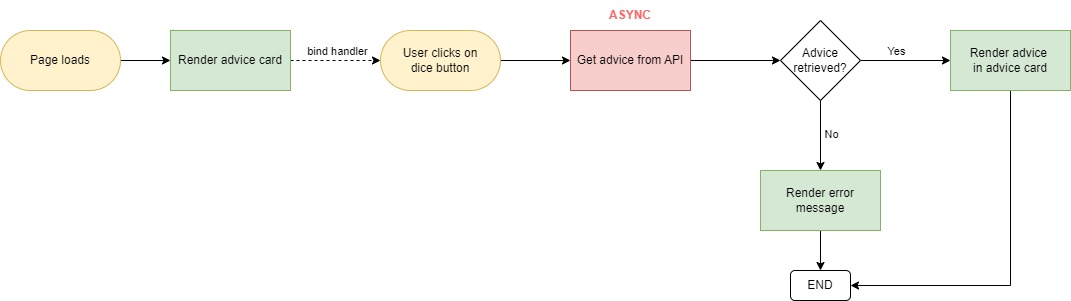 ASYNC
Page loads
Render advice card
bind handler
User clicks on
dice button
Get advice from API
Advice
retrieved?
Yes
Render advice
in advice card
No
Render error
message
END